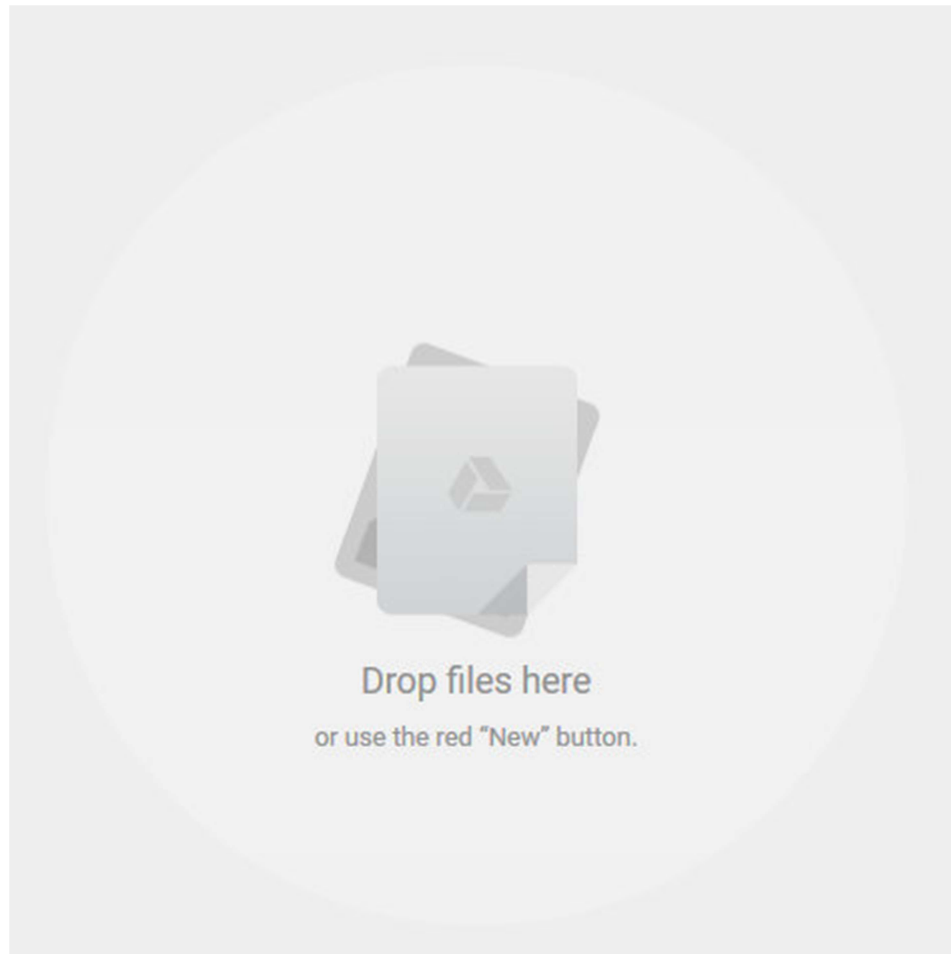 Drop files here
or use the red “New” button.